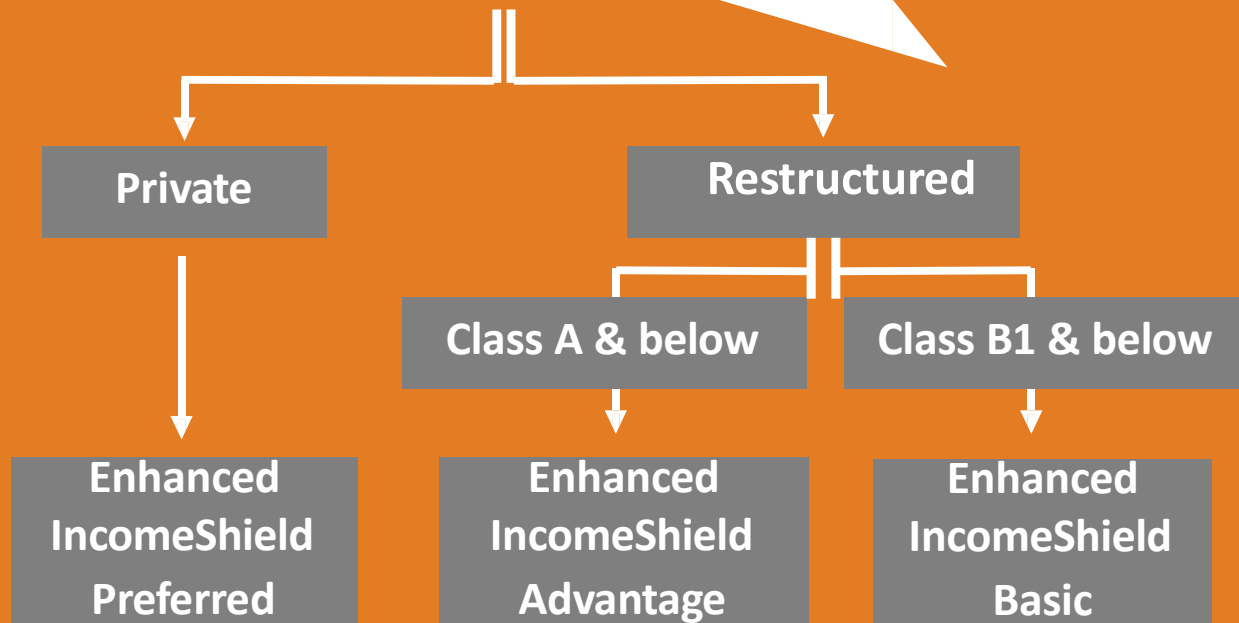 Private
Restructured
Class A & below
Class B1 & below
Enhanced
IncomeShield
Preferred
Enhanced
IncomeShield
Advantage
Enhanced
IncomeShield
Basic